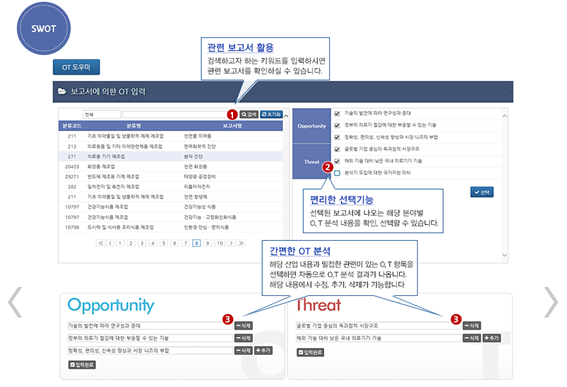 SWOT
관련 보고서 활용
검색하고자 하는 키워드를 입력하시면
관련 보고서를 확인하실 수 있습니다.
OT 도우미
보고서에 의한 OT 입력
전체
1
검색
초기화
분류코드 분류명 보고서명
211 기초 의약물질 및 생물학적 제제 제조업 천연물 의약품
213 의료용품 및 기타 의약관련제품 제조업 면역화학적 진단
271 의료용 기기 제조업 분자 진단
20433 화장품 제조업 천연 화장품
29271 반도체 제조용 기계 제조업 태양광 공정장비
282 일차전지 및 축전지 제조업 리튬이차전지
211 기초 의약물질 및 생물학적 제제 제조업 천연 향생제
10797 건강기능식품 제조업 건강기능성 식품
10797 건강기능식품 제조업 건강기능 · 고령친화식품
10796 도시락 및 식사용 조리식품 제조업 친환경·안심·편의식품
1 2 3 4 5 6 7 8 9 10
Opportunity
기술의 발전에 따라 연구성과 증대
정부의 의료기 절감에 대한 부응할 수 있는 기술
정확성, 편의성, 신속성 향상과 시장 니즈의 부합
Threat
글로벌 기업 중심의 독과점적 시장구조
해외 기술 대비 낮은 국내 의료기기 기술
2
분석기 도입에 대한 국가지원 미비
선택
편리한 선택기능
선택된 보고서에 나오는 해당 분야별
O, T 분석 내용을 확인, 선택할 수 있습니다.
간편한 OT 분석
해당 산업 내용과 밀접한 관련이 있는 O, T 항목을
선택하면 자동으로 O,T 분석 결과가 나옵니다.
해당 내용에서 수정, 추가, 삭제가 가능합니다
Opportunity
3
기술의 발전에 따라 연구성과 증대 삭제
정부의 의료기 절감에 대한 부응할 수 있는 기술 삭제
정확성, 편의성, 신속성 향상과 시장 니즈의 부합 삭제 추가
입력완료
Threat
3
글로벌 기업 중심의 독과점적 시장구조 삭제
해외 기술 대비 낮은 국내 의료기기 기술 삭제 추가
입력완료
O
T